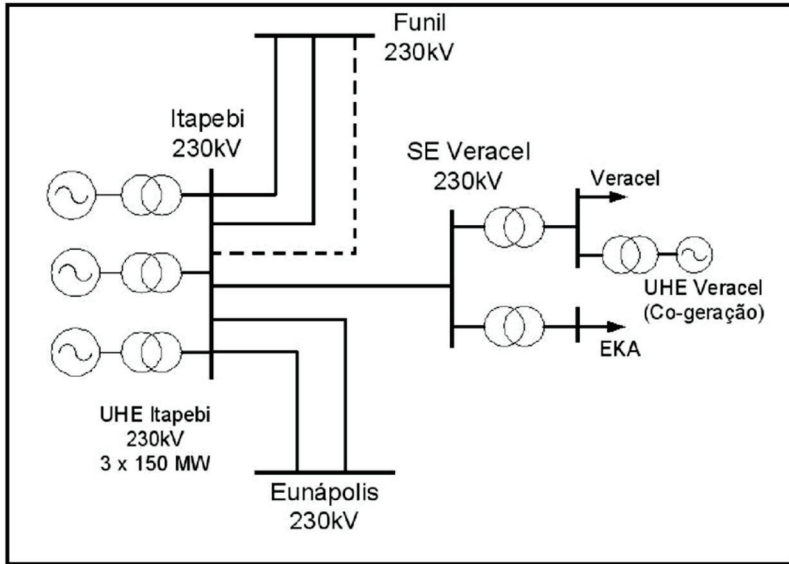 Funil
230kV
Itapebi
230kV
SE Veracel
230kV
Veracel
UHE Veracel
(Co-geração)
EKA
UHE Itapebi
230kV
3 x 150 MW
Eunápolis
230kV